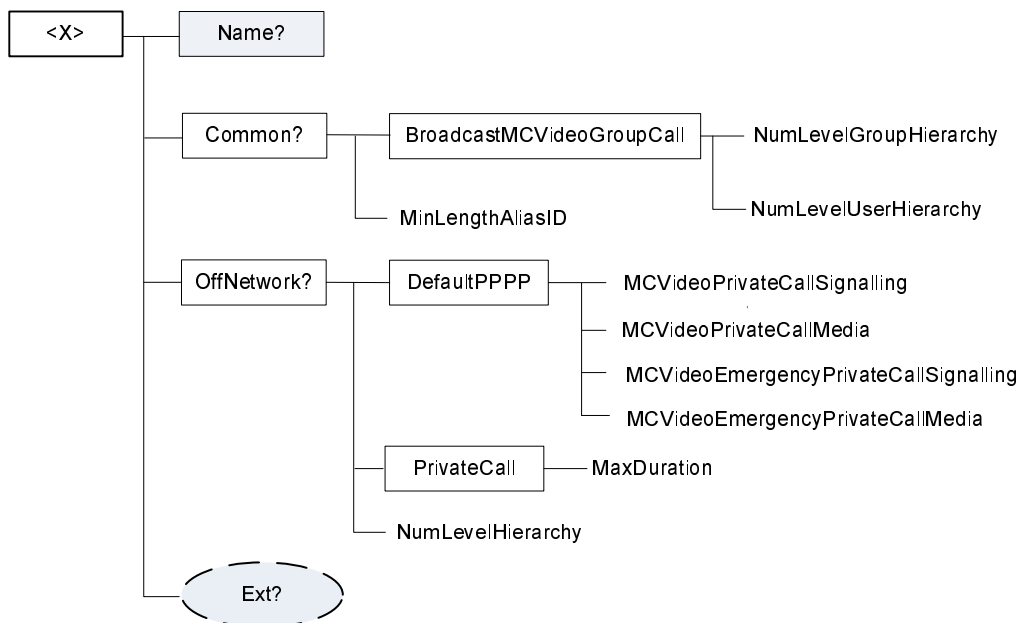 <X>
Name?
Common?
BroadcastMCVideoGroupCall
NumLevelGroupHierarchy
NumLevelUserHierarchy
MinLengthAliasID
OffNetwork?
DefaultPPPP
MCVideoPrivateCallSignalling
MCVideoPrivateCallMedia
MCVideoEmergencyPrivateCallSignalling
MCVideoEmergencyPrivateCallMedia
PrivateCall
MaxDuration
NumLevelHierarchy
Ext?